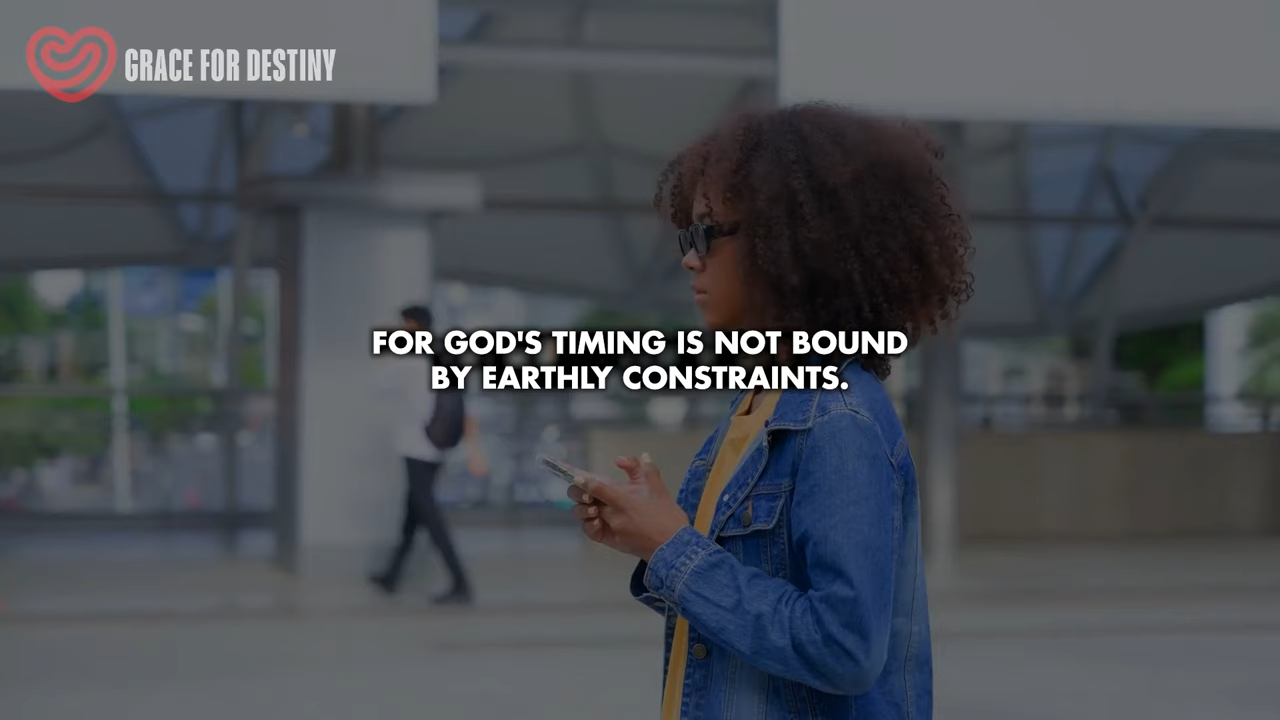 GRACE FOR DESTINY
FOR GOD'S TIMING IS NOT BOUND
BY EARTHLY CONSTRAINTS.